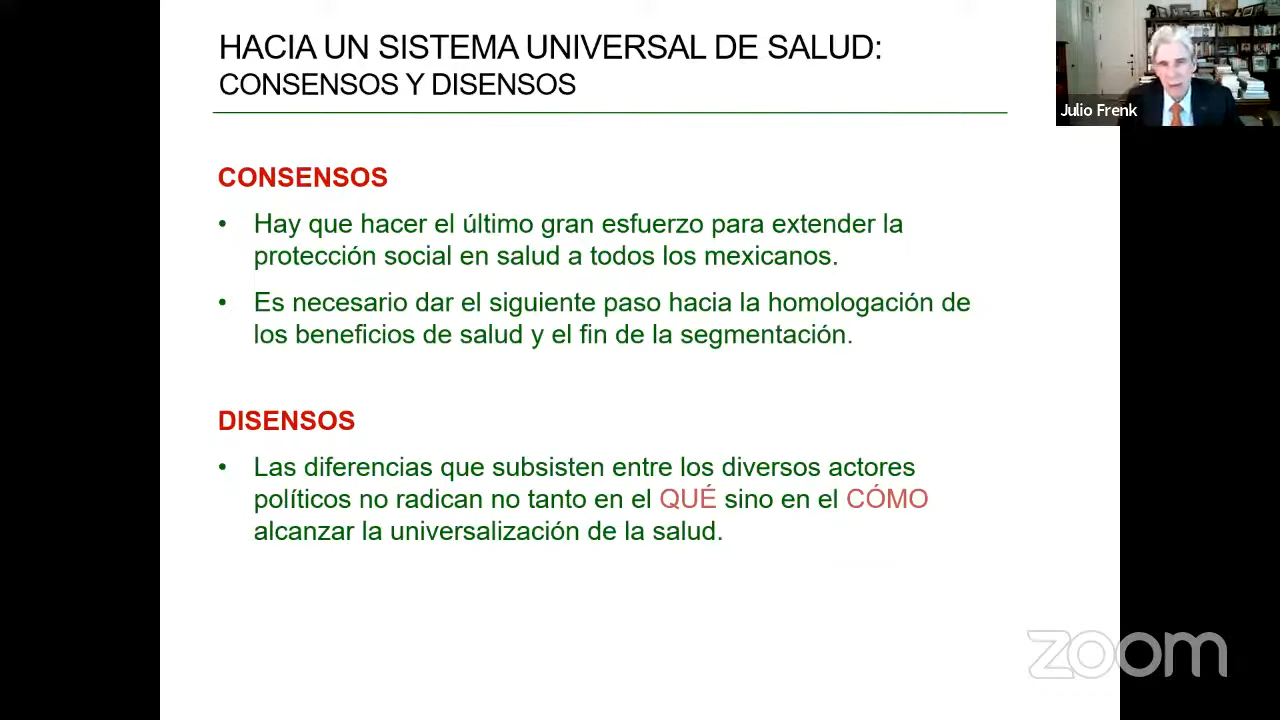 HACIA UN SISTEMA UNIVERSAL DE SALUD:
CONSENSOS Y DISENSOS
Julio Frenk
CONSENSOS
• Hay que hacer el último gran esfuerzo para extender la
protección social en salud a todos los mexicanos.
• Es necesario dar el siguiente paso hacia la homologación de
los beneficios de salud y el fin de la segmentación.
DISENSOS
• Las diferencias que subsisten entre los diversos actores
políticos no radican no tanto en el QUÉ sino en el CÓMO
alcanzar la universalización de la salud.
zoom